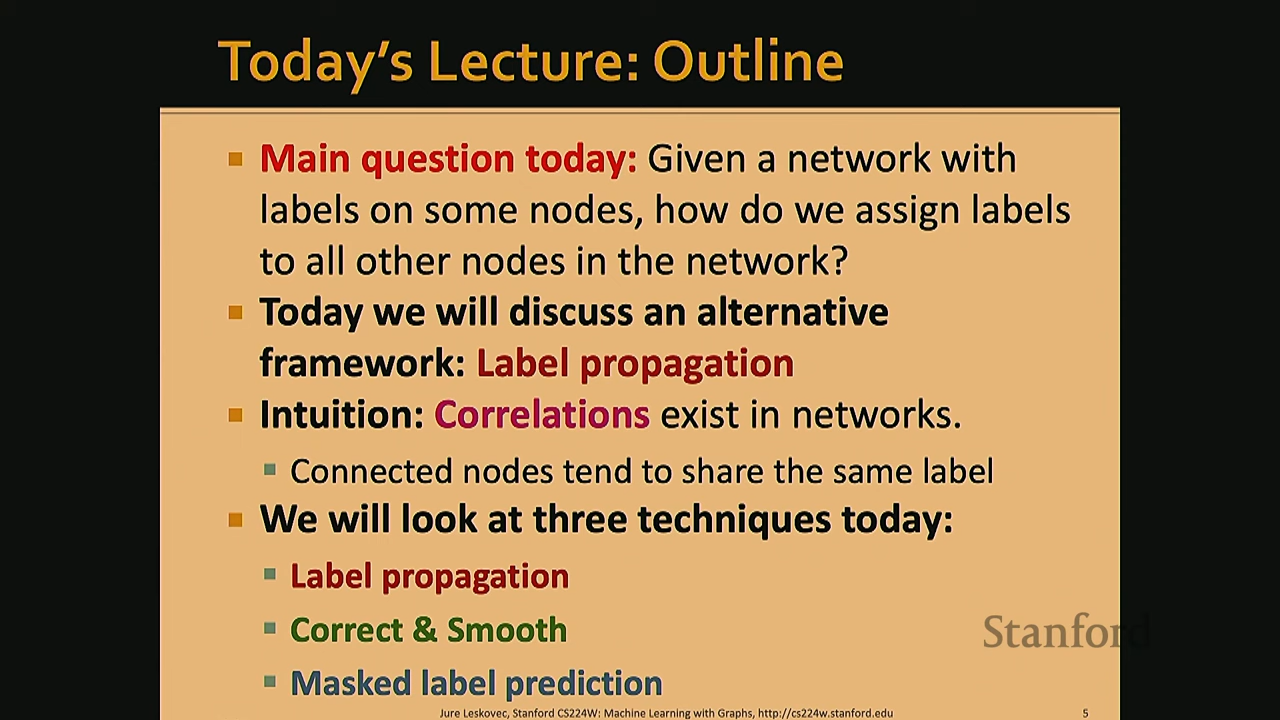 Today's Lecture: Outline
Main question today: Given a network with
labels on some nodes, how do we assign labels
to all other nodes in the network?
Today we will discuss an alternative
framework: Label propagation
Intuition: Correlations exist in networks.
Connected nodes tend to share the same label
We will look at three techniques today:
Label propagation
Correct & Smooth
Masked label prediction
Stanford
Jure Leskovec, Stanford CS224W: Machine Learning with Graphs, http://cs224w.stanford.edu
5